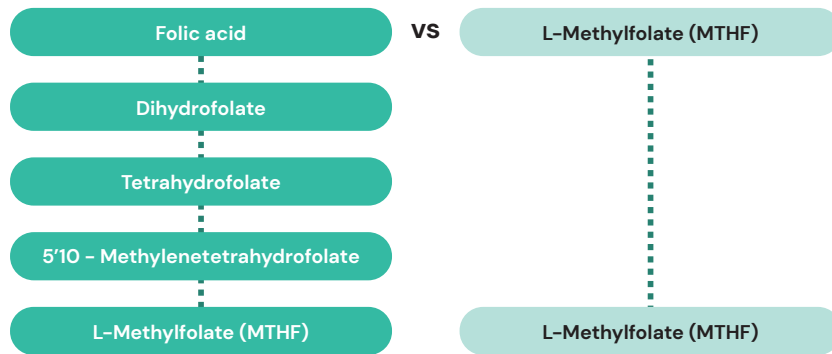 Folic acid
vs
L-Methylfolate (MTHF)
Dihydrofolate
Tetrahydrofolate
5'10 - Methylenetetrahydrofolate
L-Methylfolate (MTHF)
L-Methylfolate (MTHF)